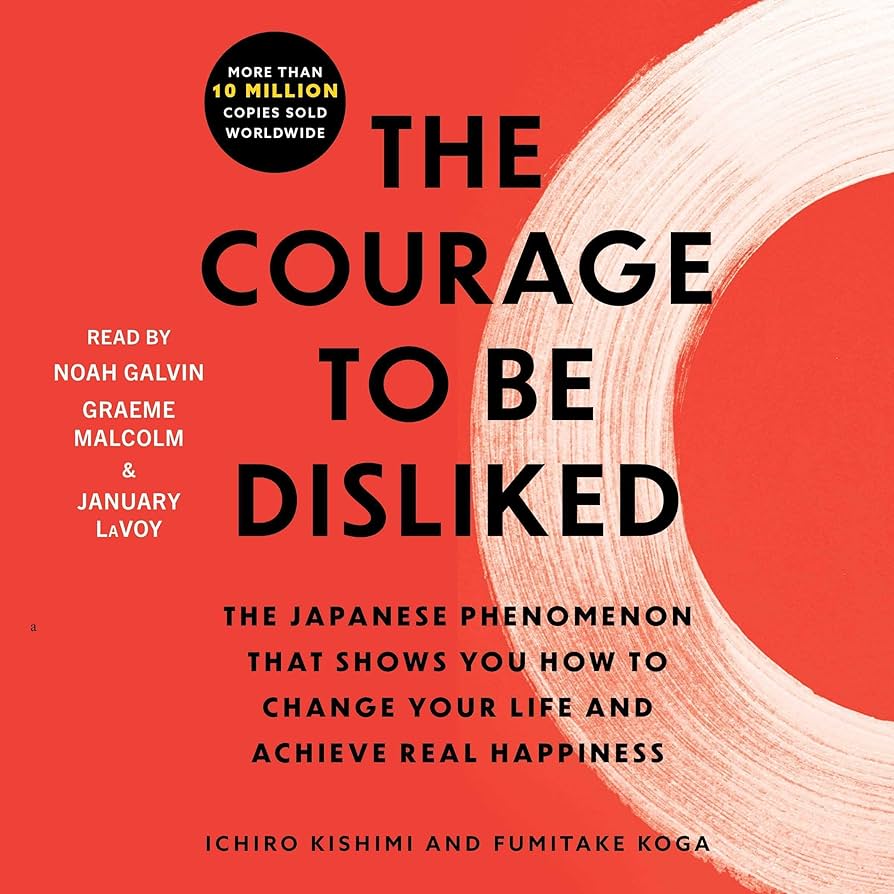 MORE THAN
10 MILLION
COPIES SOLD
WORLDWIDE
THE
COURAGE
TO BE
DISLIKED
READ BY
NOAH GALVIN
GRAEME
MALCOLM
&
JANUARY
LAVOY
a
THE JAPANESE PHENOMENON
THAT SHOWS YOU HOW TO
CHANGE YOUR LIFE AND
ACHIEVE REAL HAPPINESS
ICHIRO KISHIMI AND FUMITAKE KOGA